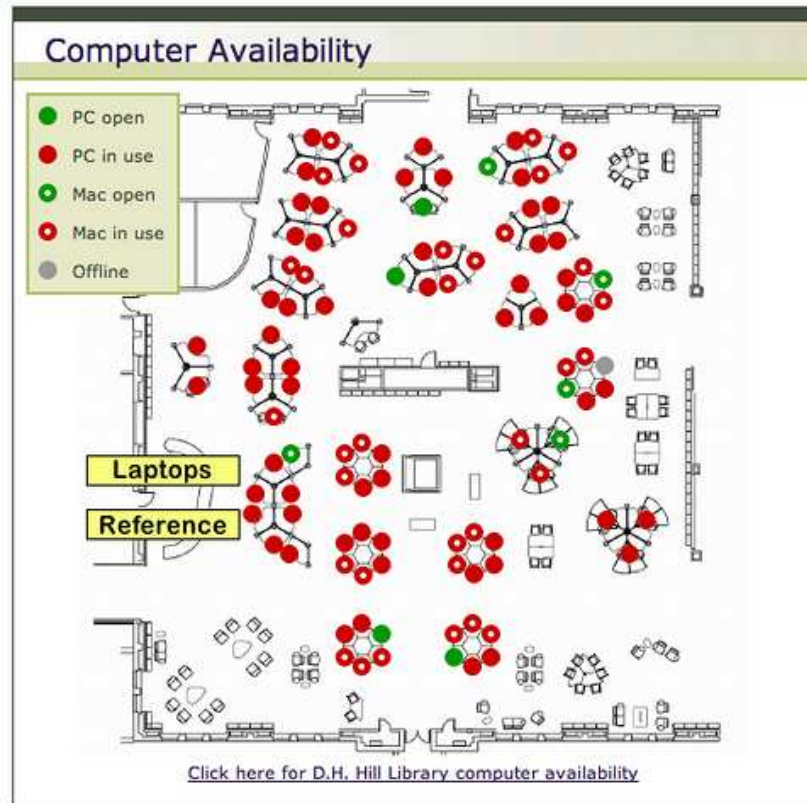 Computer Availability
PC open
PC in use
Mac open
Mac in use
Offline
Laptops
Reference
Click here for D.H. Hill Library computer availability